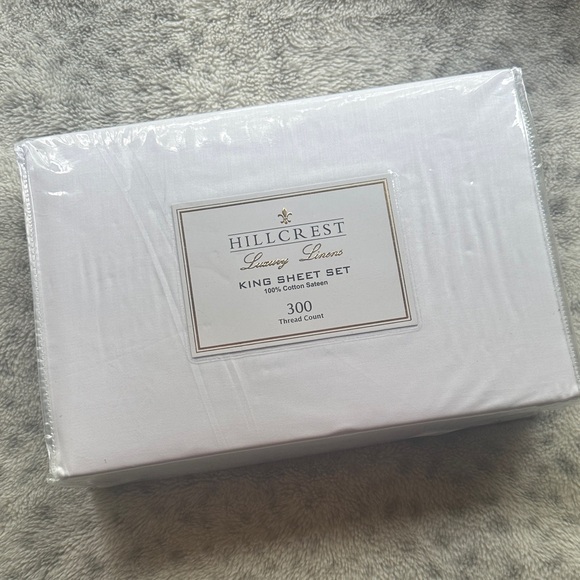 HILLCREST
Luxury Linens
KING SHEET SET
100% Cotton Sateen
300
Thread Count